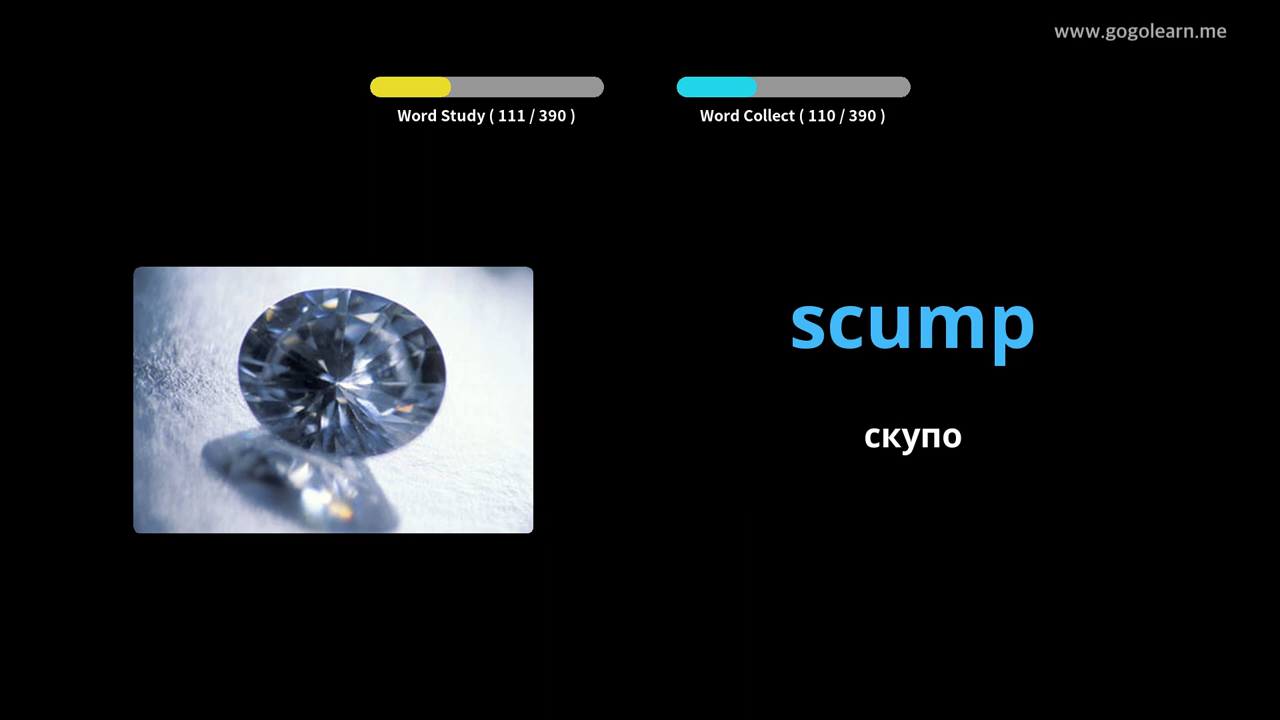 www.gogolearn.me
Word Study ( 111 / 390 )
Word Collect ( 110 / 390 )
scump
скупо